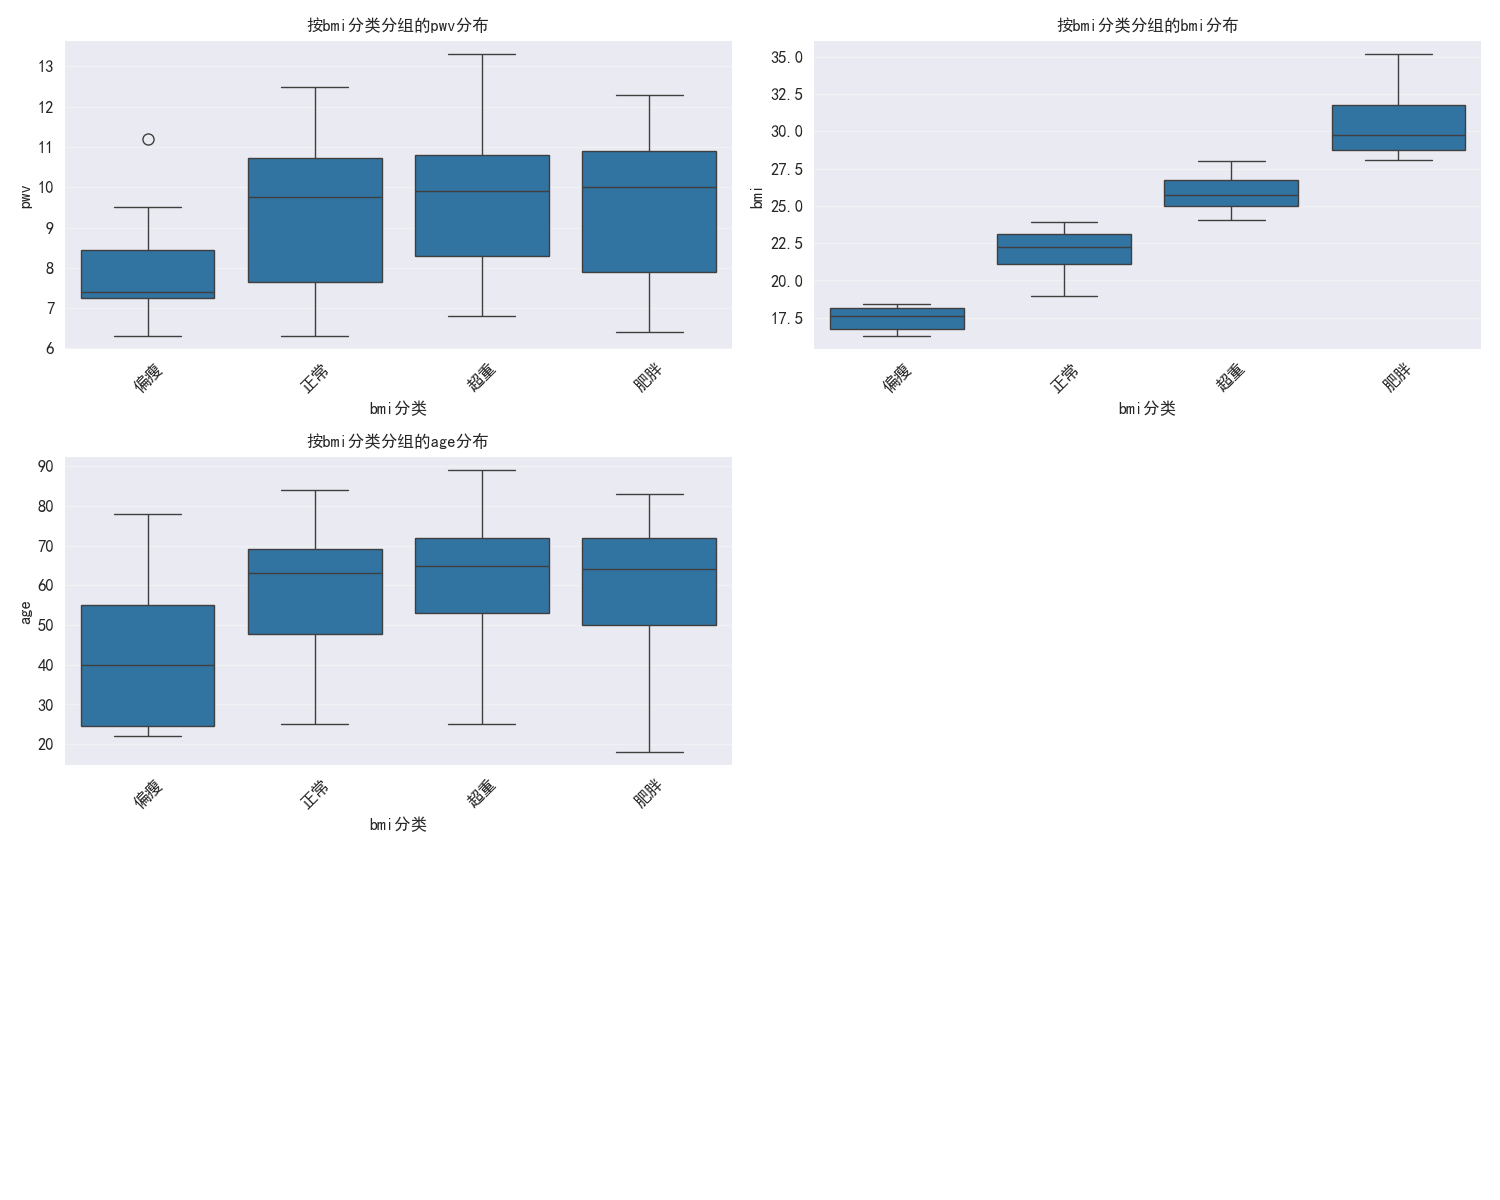 按bmi分类分组的pwv分布
pwv
13
12
11
10
9
8
7
6
偏瘦
正常
超重
肥胖
bmi分类
按bmi分类分组的bmi分布
bmi
35.0
32.5
30.0
27.5
25.0
22.5
20.0
17.5
偏瘦
正常
超重
肥胖
bmi分类
按bmi分类分组的age分布
age
90
80
70
60
50
40
30
20
偏瘦
正常
超重
肥胖
bmi分类